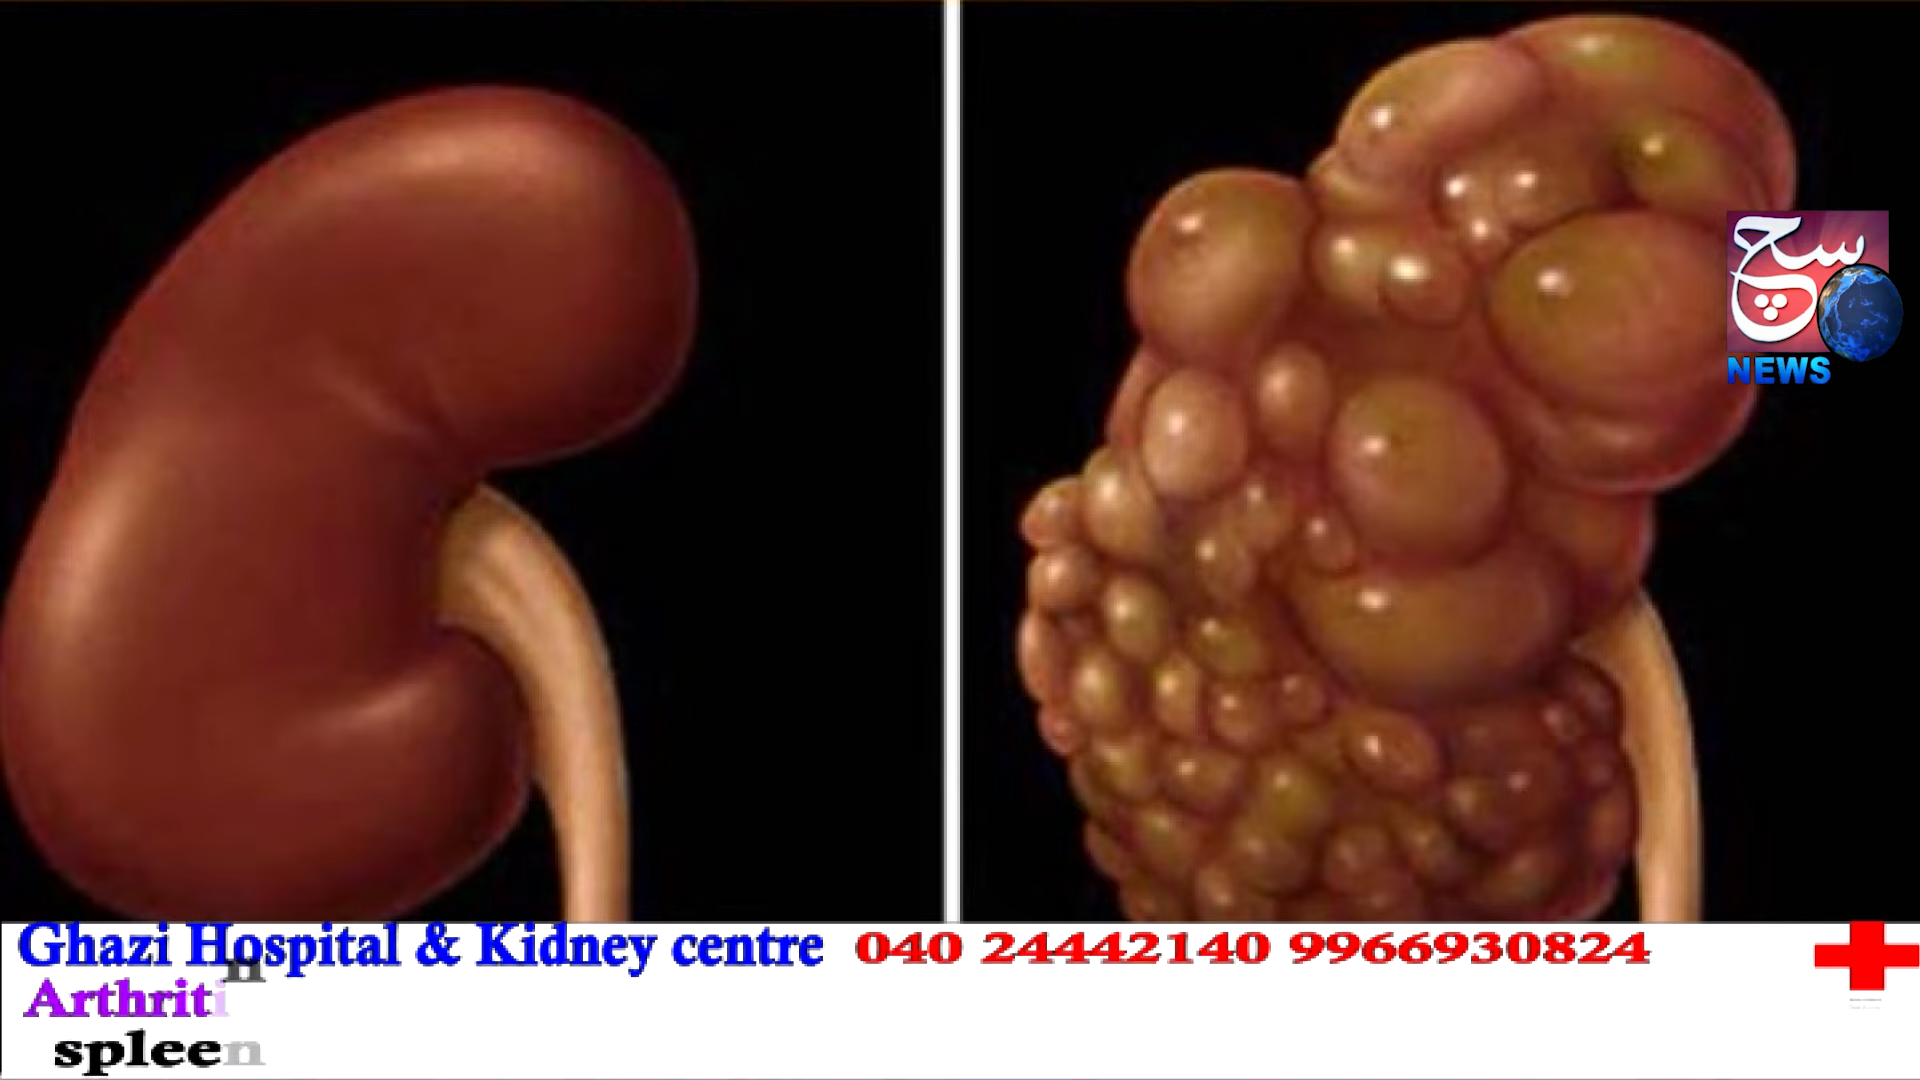 سچ
NEWS
Ghazi Hospital & Kidney centre 040 24442140 9966930824
n
Arthriti
spleen